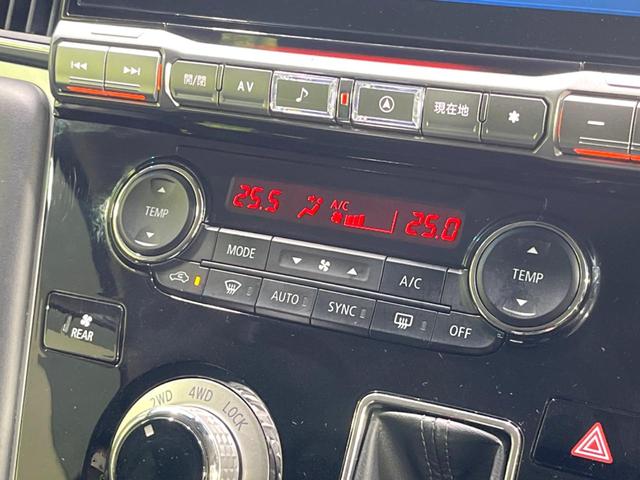 開/閉 AV 現在地
25.5 A/C 25.0
TEMP
MODE
A/C
TEMP
AUTO SYNC OFF
REAR
2WD 4WD LOCK